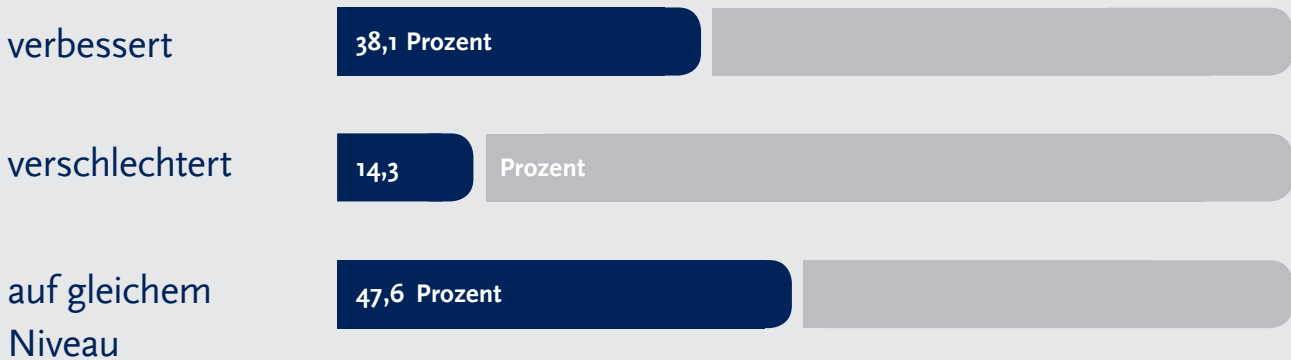 verbessert 38,1 Prozent
verschlechtert 14,3 Prozent
auf gleichem 47,6 Prozent
Niveau